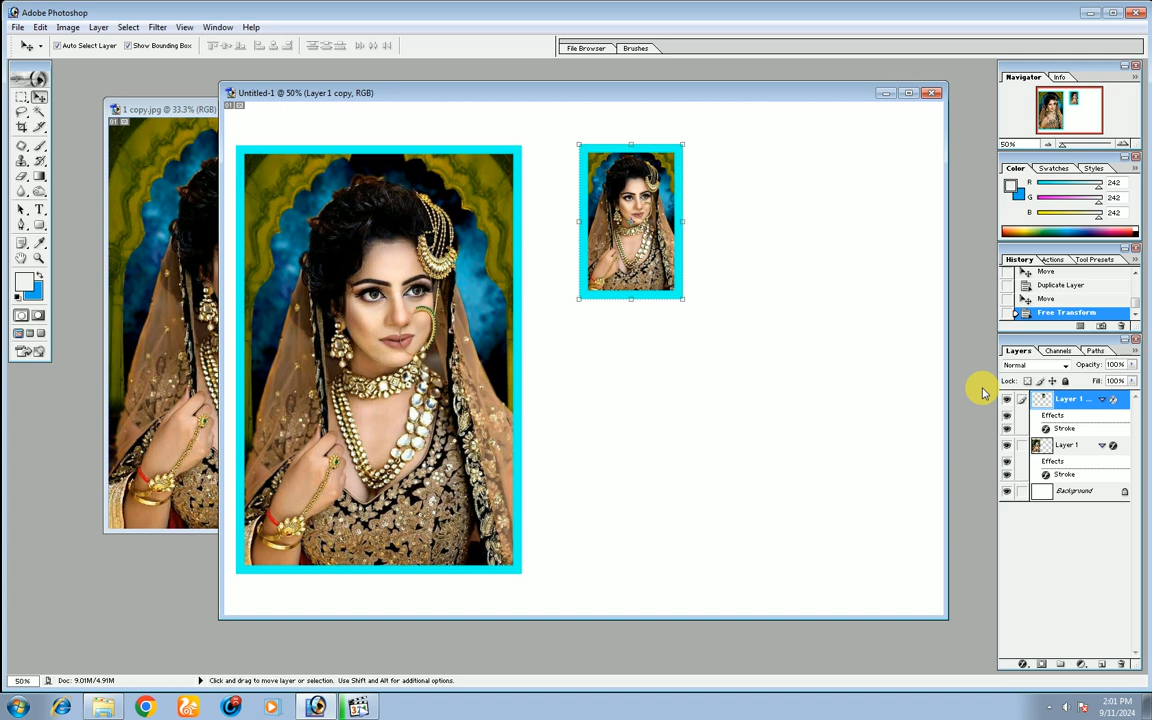 Adobe Photoshop
File Edit Image Layer Select Filter View Window Help
Auto Select Layer Show Bounding Box File Browser Brushes
1 copy.jpg @ 33.3% (RGB)
Untitled-1 @ 50% (Layer 1 copy, RGB)
Navigator Info
50%
Color Swatches Styles
R 242
G 242
B 242
History Actions Tool Presets
Move
Duplicate Layer
Move
Free Transform
Layers Channels Paths
Normal Opacity: 100%
Lock: Fill: 100%
Layer 1 ...
Effects
Stroke
Layer 1
Effects
Stroke
Background
50% Doc: 9.01M/4.91M Click and drag to move layer or selection. Use Shift and Alt for additional options.
2:01 PM
9/11/2024